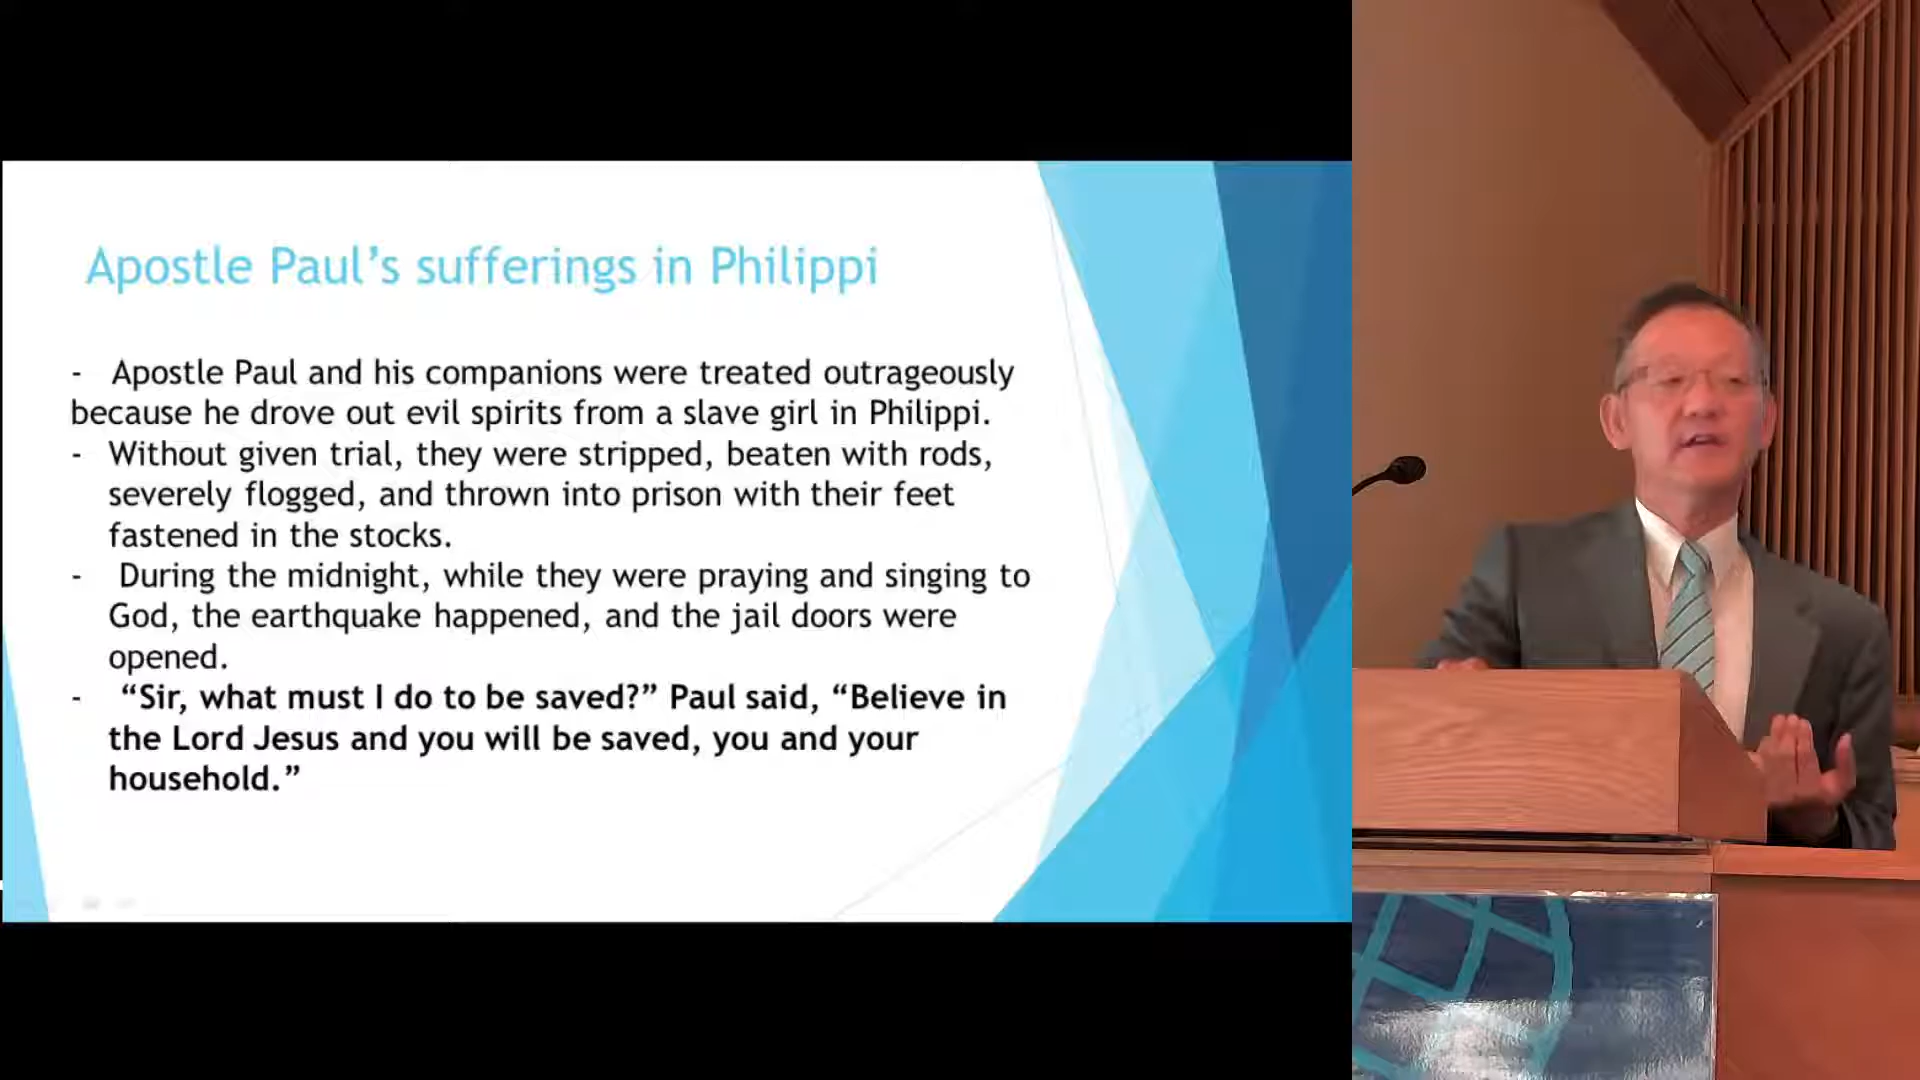 Apostle Paul’s sufferings in Philippi
- Apostle Paul and his companions were treated outrageously
because he drove out evil spirits from a slave girl in Philippi.
- Without given trial, they were stripped, beaten with rods,
severely flogged, and thrown into prison with their feet
fastened in the stocks.
- During the midnight, while they were praying and singing to
God, the earthquake happened, and the jail doors were
opened.
- “Sir, what must I do to be saved?” Paul said, “Believe in
the Lord Jesus and you will be saved, you and your
household.”